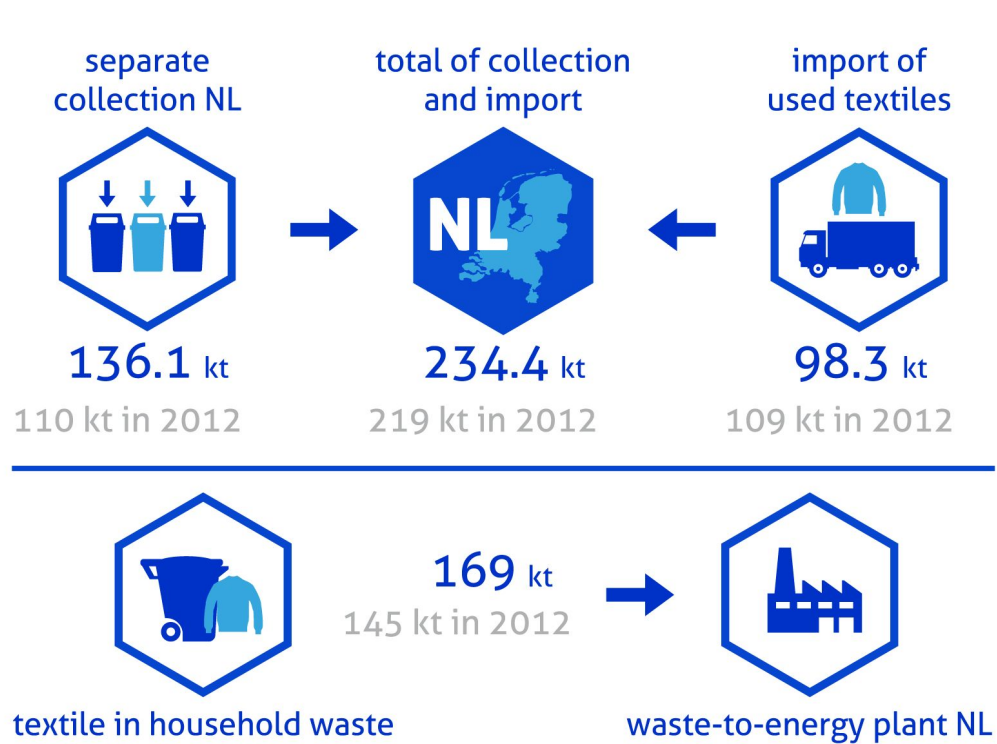 separate
collection NL
total of collection
and import
import of
used textiles
NL
136.1 kt
234.4 kt
98.3 kt
110 kt in 2012
219 kt in 2012
109 kt in 2012
169 kt
145 kt in 2012
textile in household waste
waste-to-energy plant NL